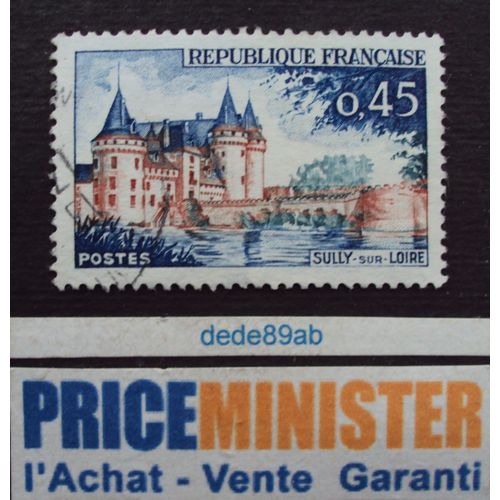 REPUBLIQUE FRANÇAISE
0,45
POSTES
SULLY-SUR-LOIRE
dede89ab
PRICEMINISTER
l'Achat - Vente Garanti